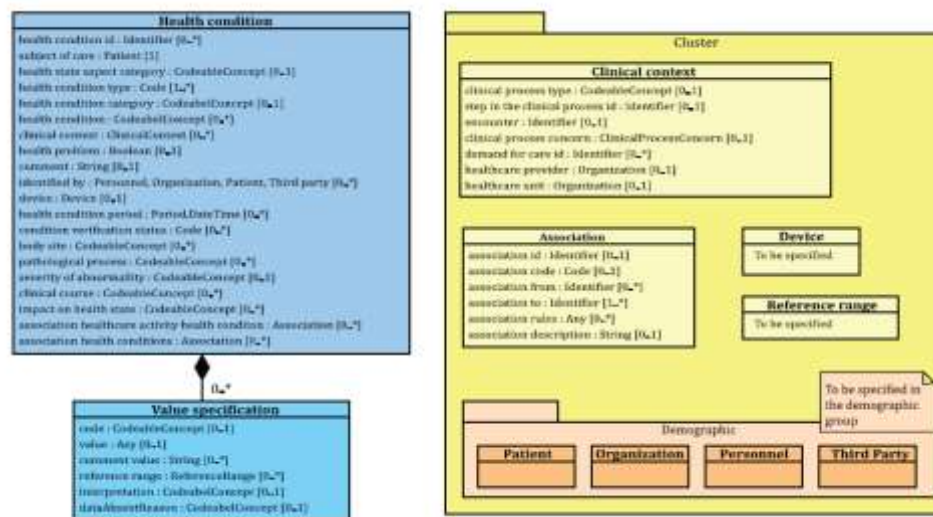 Health condition
health condition id : Identifier [0..*]
subject of care : Patient [1]
health state aspect category : CodeableConcept [0..1]
health condition type : Code [1..*]
health condition category : CodeabelConcept [0..1]
health condition : CodeabelConcept [0..*]
clinical context : ClinicalContext [0..*]
health problem : Boolean [0..1]
comment : String [0..1]
identified by : Personnel, Organization, Patient, Third party [0..*]
device : Device [0..1]
health condition period : Period,DateTime [0..*]
condition verification status : Code [0..*]
body site : CodeableConcept [0..*]
pathological process : CodeableConcept [0..*]
severity of abnormality : CodeableConcept [0..1]
clinical course : CodeableConcept [0..*]
impact on health state : CodeableConcept [0..*]
association healthcare activity health condition : Association [0..*]
association health conditions : Association [0..*]
0..*
Value specification
code : CodeableConcept [0..1]
value : Any [0..1]
comment value : String [0..*]
reference range : ReferenceRange [0..*]
interpretation : CodeabelConcept [0..1]
dataAbsentReason : CodeabelConcept [0..1]
Cluster
Clinical context
clinical process type : CodeableConcept [0..1]
step in the clinical process id : Identifier [0..1]
encounter : Identifier [0..1]
clinical process concern : ClinicalProcessConcern [0..1]
demand for care id : Identifier [0..*]
healthcare provider : Organization [0..1]
healthcare unit : Organization [0..1]
Association
association id : Identifier [0..1]
association code : Code [0..1]
association from : Identifier [0..*]
association to : Identifier [1..*]
association rules : Any [0..*]
association description : String [0..1]
Device
To be specified
Reference range
To be specified
To be specified in
the demographic
group
Demographic
Patient
Organization
Personnel
Third Party